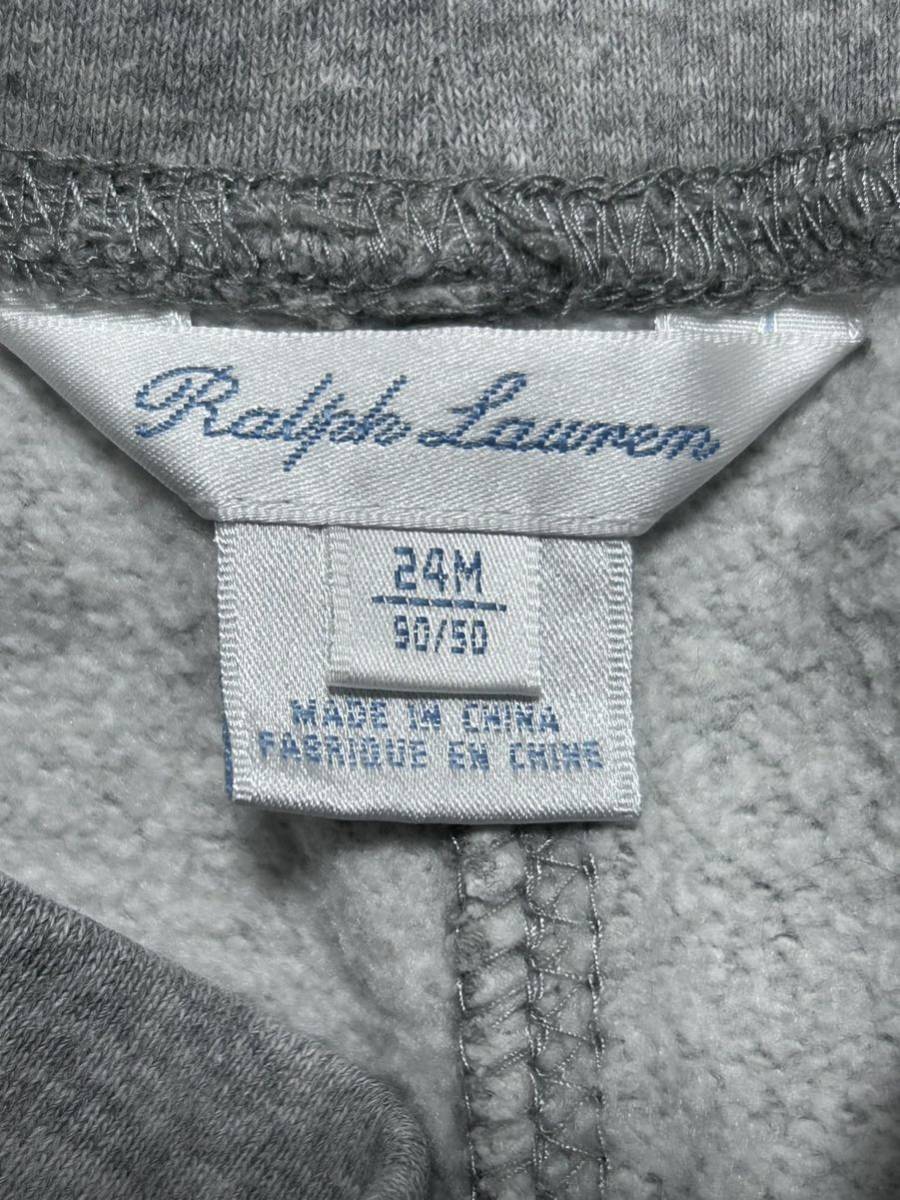 Ralph Lauren
24M
90/50
MADE IN CHINA
FABRIQUE EN CHINE